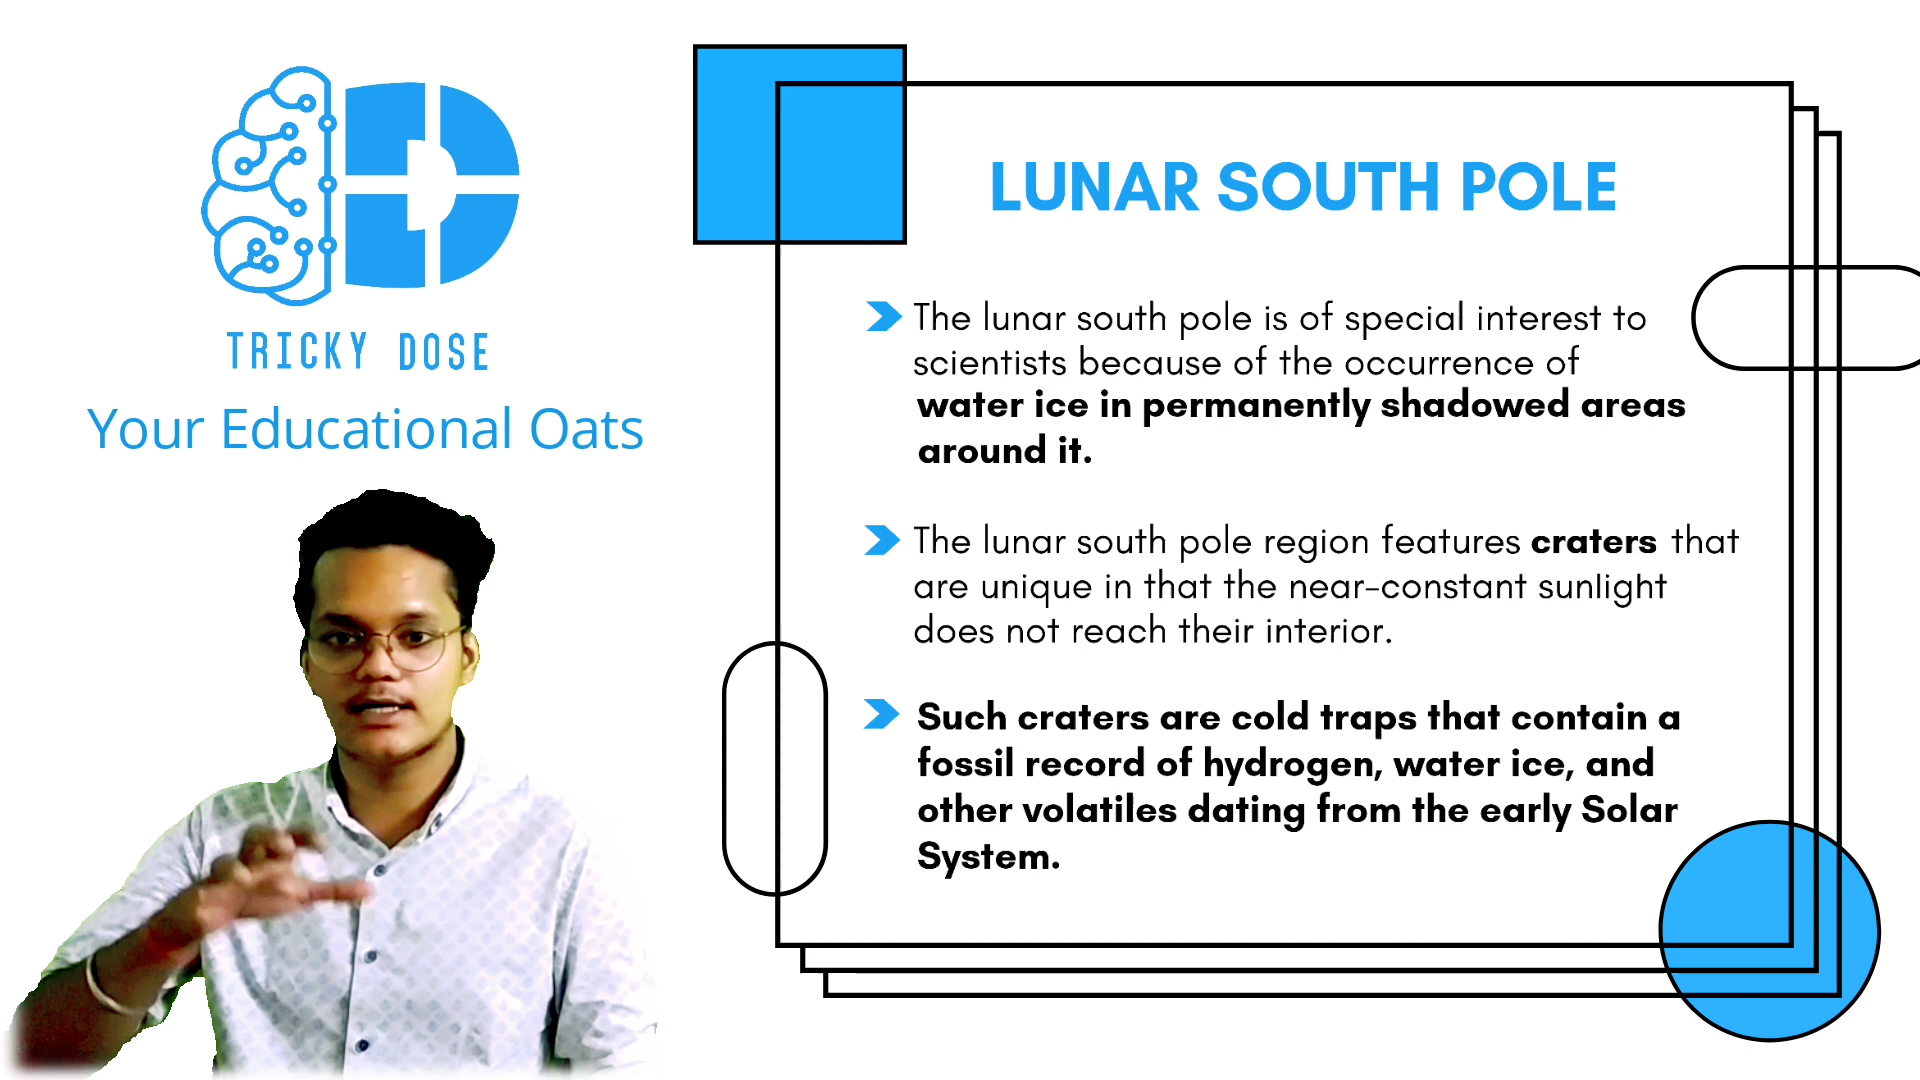 TRICKY DOSE
Your Educational Oats
LUNAR SOUTH POLE
The lunar south pole is of special interest to
scientists because of the occurrence of
water ice in permanently shadowed areas
around it.
The lunar south pole region features craters that
are unique in that the near-constant sunlight
does not reach their interior.
Such craters are cold traps that contain a
fossil record of hydrogen, water ice, and
other volatiles dating from the early Solar
System.